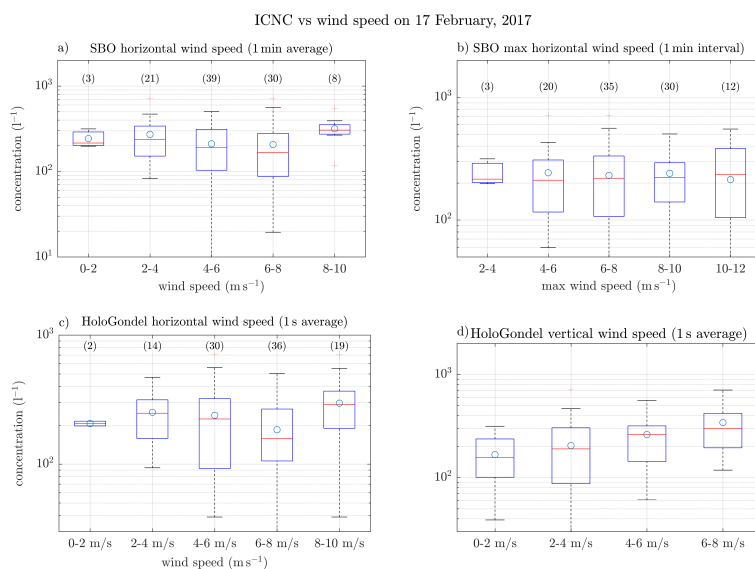 ICNC vs wind speed on 17 February, 2017
a) SBO horizontal wind speed (1 min average)
(3) (21) (39) (30) (8)
10³
10²
10¹
concentration (l⁻¹)
0-2 2-4 4-6 6-8 8-10
wind speed (m s⁻¹)
b) SBO max horizontal wind speed (1 min interval)
(3) (20) (35) (30) (12)
10³
10²
concentration (l⁻¹)
2-4 4-6 6-8 8-10 10-12
max wind speed (m s⁻¹)
c) HoloGondel horizontal wind speed (1 s average)
(2) (14) (30) (36) (19)
10³
10²
concentration (l⁻¹)
0-2 m/s 2-4 m/s 4-6 m/s 6-8 m/s 8-10 m/s
wind speed (m s⁻¹)
d) HoloGondel vertical wind speed (1 s average)
10³
10²
0-2 m/s 2-4 m/s 4-6 m/s 6-8 m/s